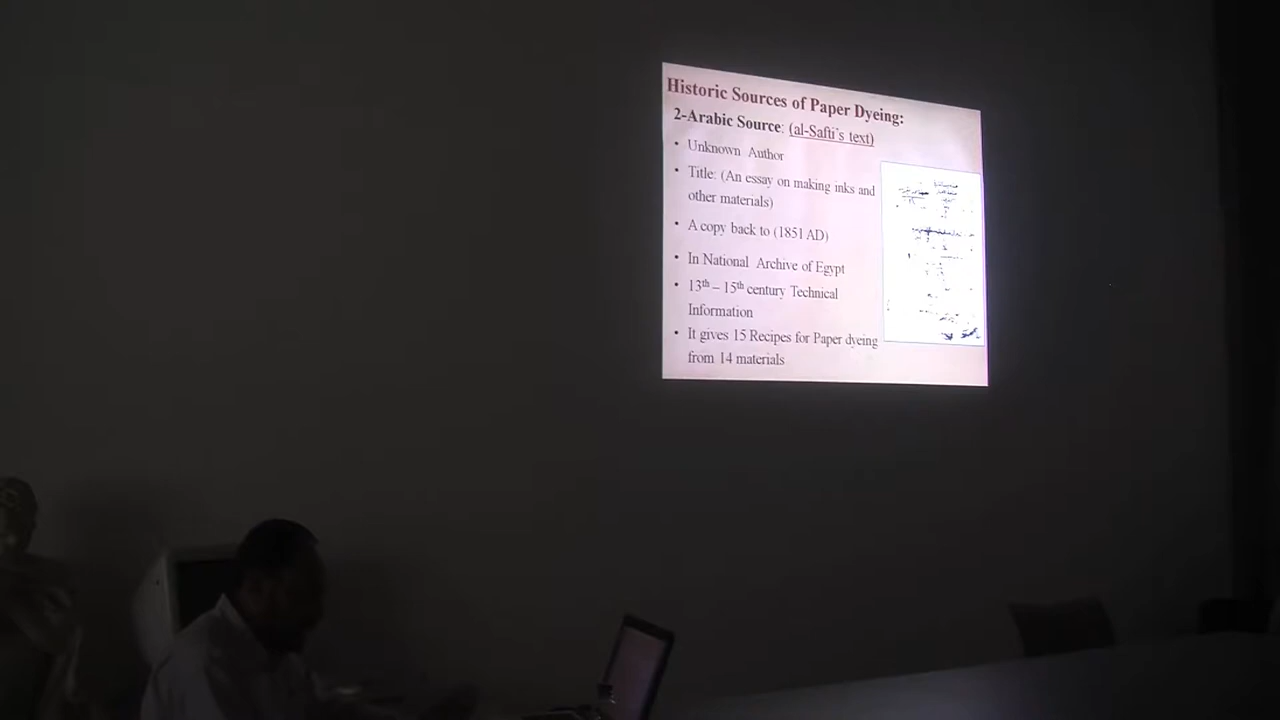 Historic Sources of Paper Dyeing:
2-Arabic Source: (al-Safti's text)
• Unknown Author
• Title: (An essay on making inks and
other materials)
• A copy back to (1851 AD)
• In National Archive of Egypt
• 13th – 15th century Technical
Information
• It gives 15 Recipes for Paper dyeing
from 14 materials